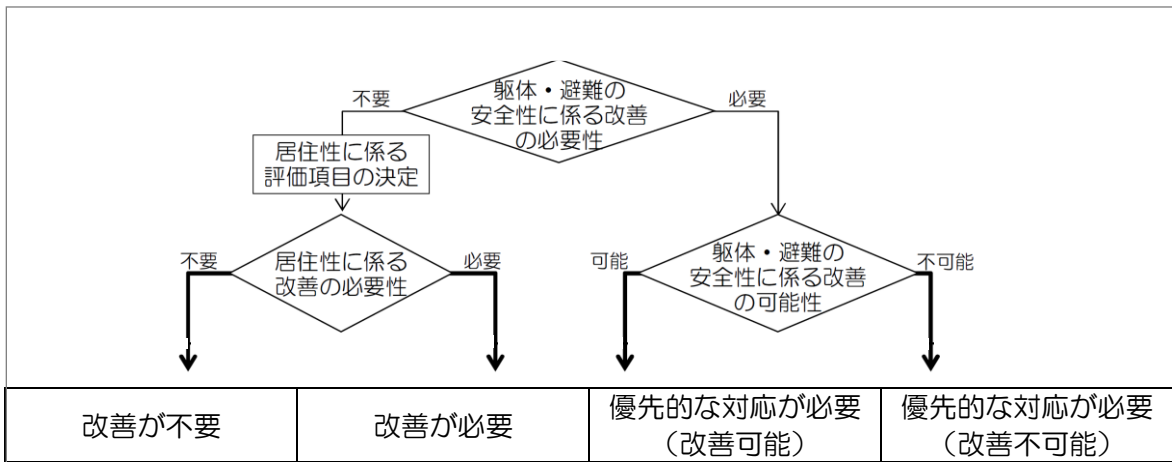 躯体・避難の
安全性に係る改善
の必要性
不要
必要
居住性に係る
評価項目の決定
居住性に係る
改善の必要性
不要
必要
躯体・避難の
安全性に係る改善
の可能性
可能
不可能
改善が不要
改善が必要
優先的な対応が必要
（改善可能）
優先的な対応が必要
（改善不可能）